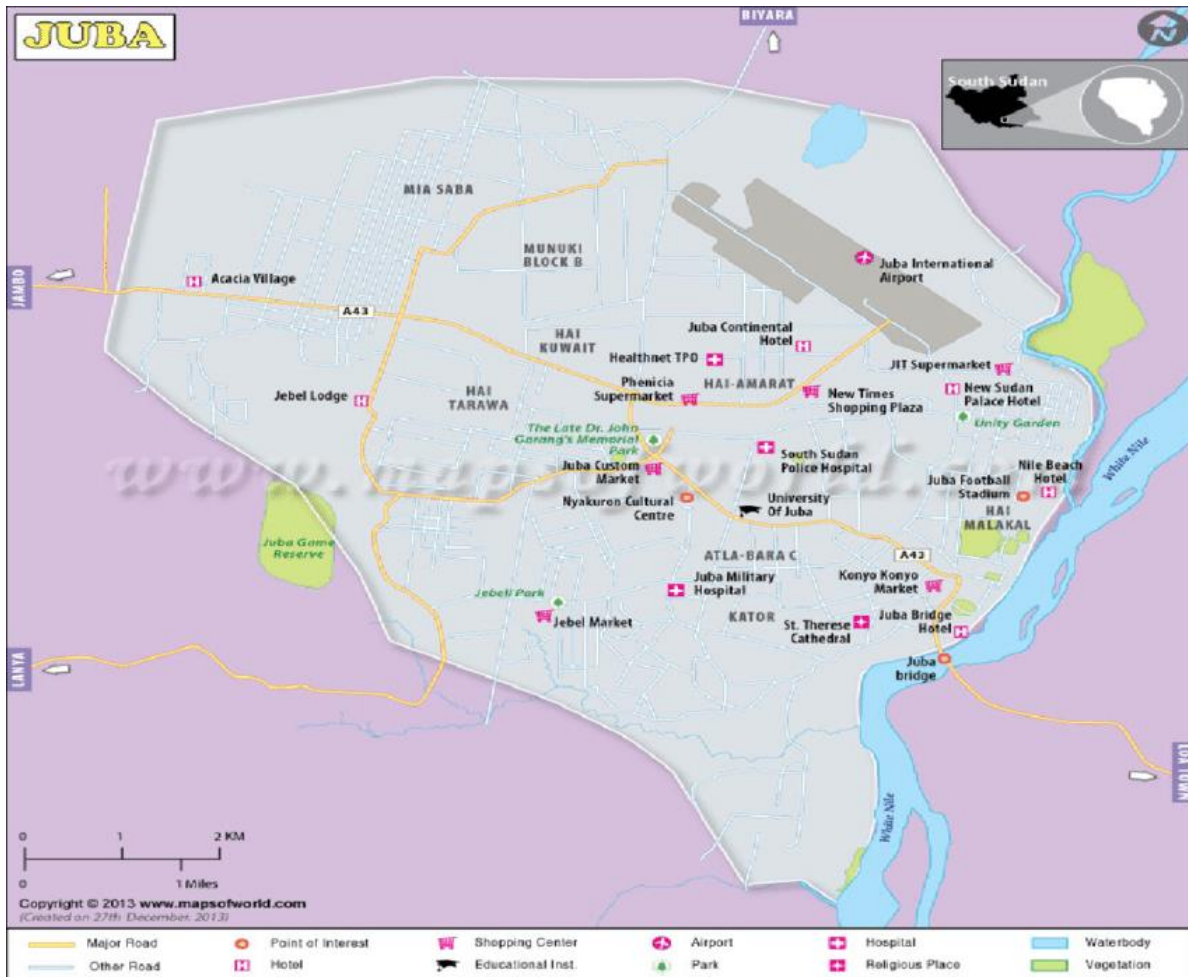 JUBA
BIYARA
N
South Sudan
MIA SABA
MUNUKI
BLOCK B
Juba International
Airport
JAMBO
Acacia Village
A43
HAI
KUWAIT
Juba Continental
Hotel
Healthnet TPO
JIT Supermarket
Phenicia
Supermarket
HAI-AMARAT
Jebel Lodge
HAI
TARAWA
New Times
Shopping Plaza
New Sudan
Palace Hotel
The Late Dr. John
Garang's Memorial
Park
Unity Garden
South Sudan
Police Hospital
White Nile
www.mapsofworld.com
Juba Custom
Market
Nile Beach
Hotel
Juba Football
Stadium
Nyakuron Cultural
Centre
University
Of Juba
HAI
MALAKAL
Juba Game
Reserve
ATLA-BARA C
A43
Juba Military
Hospital
Konyo Konyo
Market
Jebeli Park
Jebel Market
KATOR
St. Therese
Cathedral
Juba Bridge
Hotel
LANYA
Juba
bridge
LOA TOWN
White Nile
0 1 2 KM
0 1 Miles
Copyright © 2013 www.mapsofworld.com
(Created on 27th December, 2013)
Major Road
Point of Interest
Shopping Center
Airport
Hospital
Waterbody
Other Road
Hotel
Educational Inst.
Park
Religious Place
Vegetation